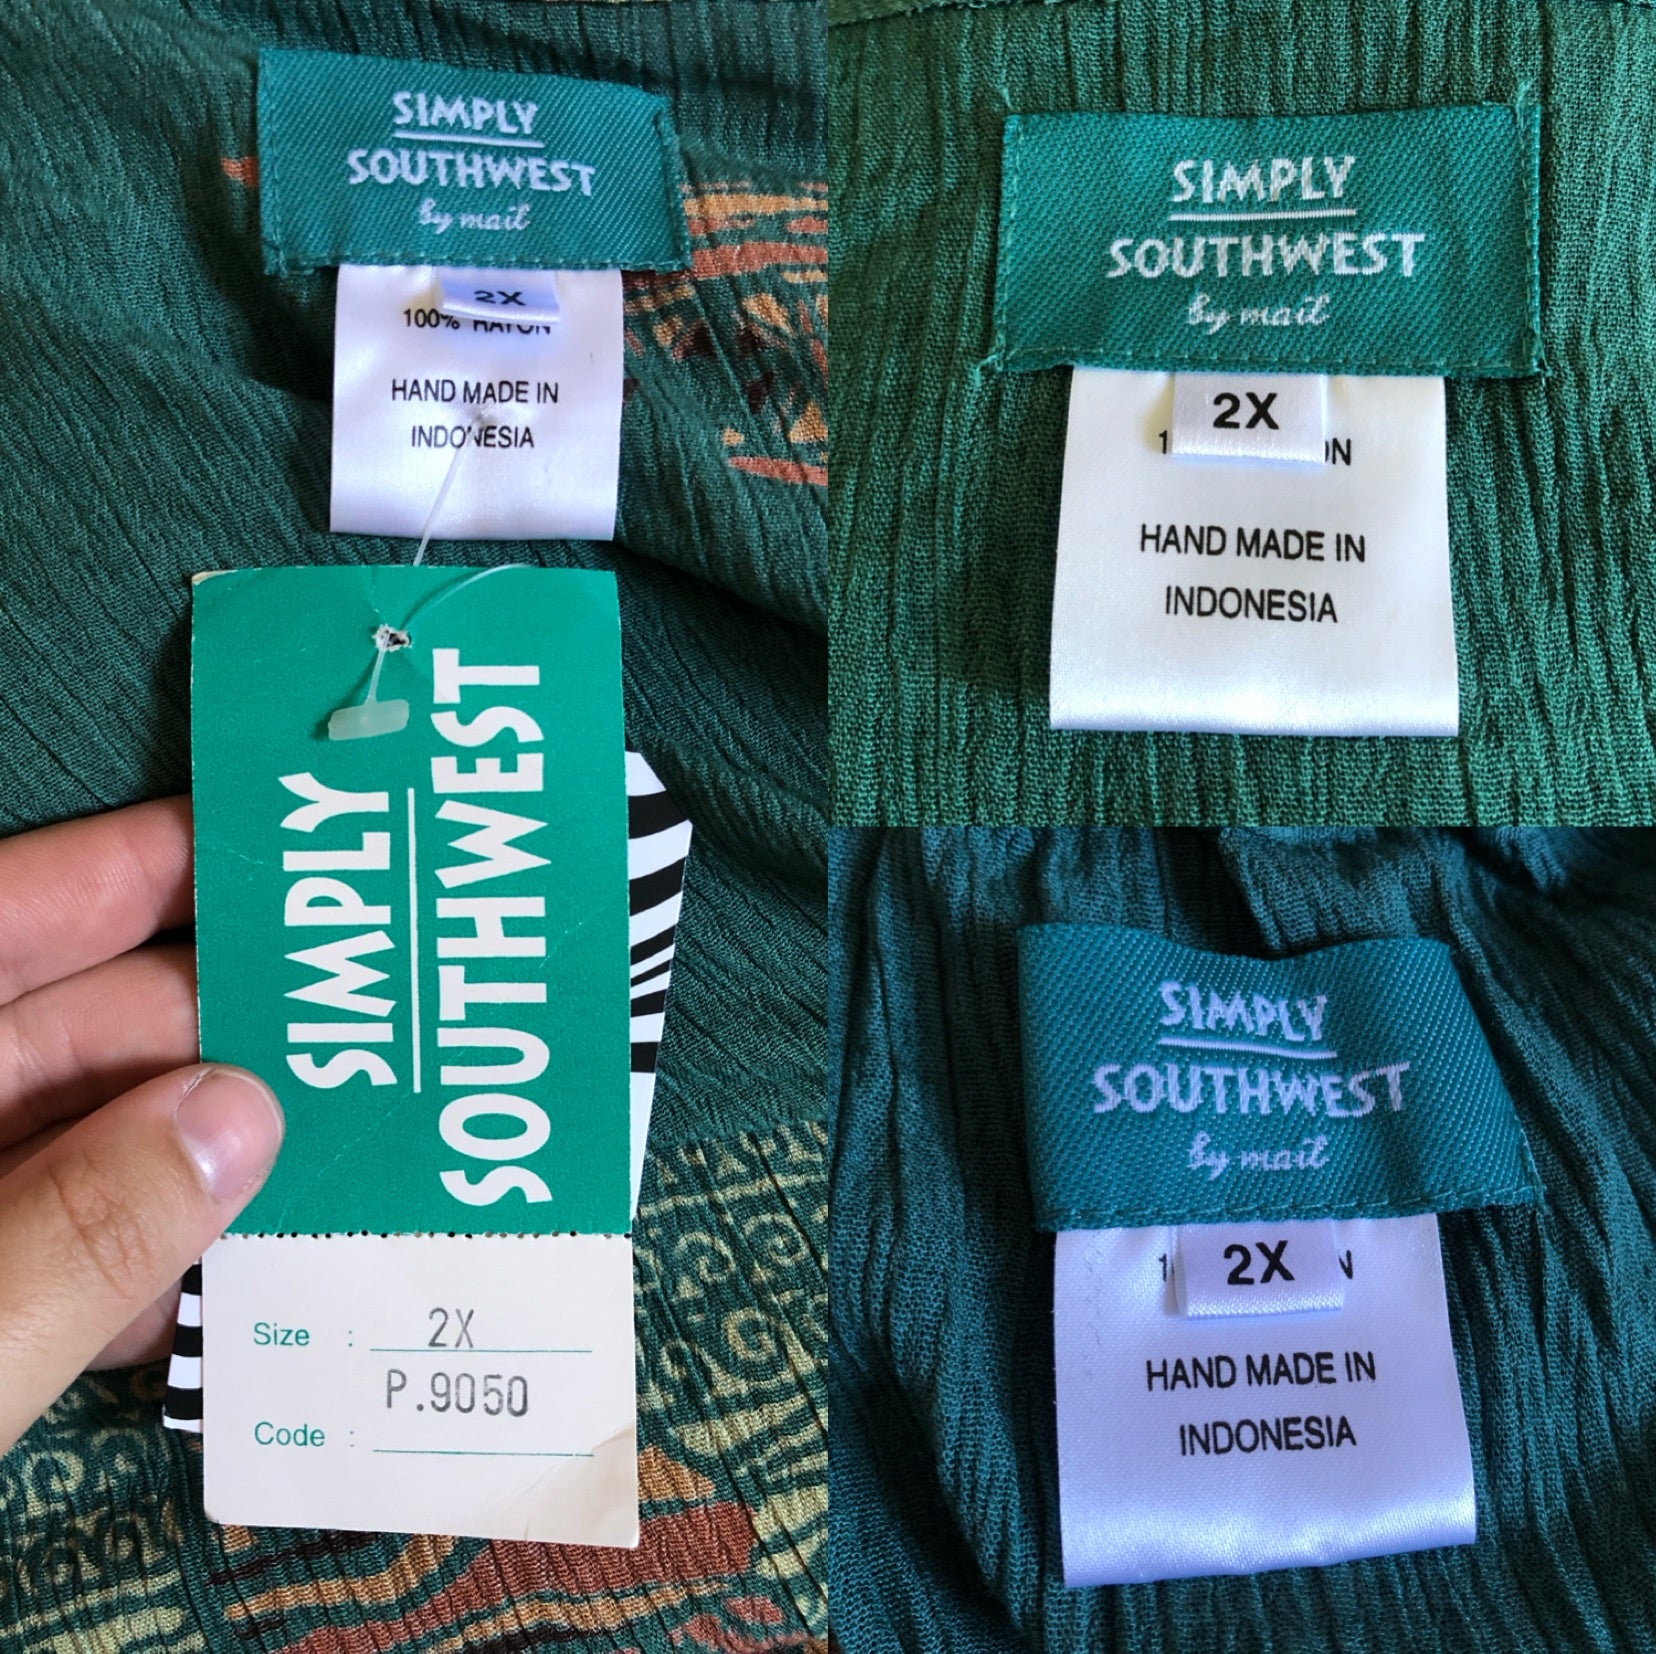 SIMPLY
SOUTHWEST
by mail
2X
100% RAYON
HAND MADE IN
INDONESIA
SIMPLY
SOUTHWEST
Size : 2X
P.9050
Code :
SIMPLY
SOUTHWEST
by mail
2X
HAND MADE IN
INDONESIA
SIMPLY
SOUTHWEST
by mail
2X
HAND MADE IN
INDONESIA